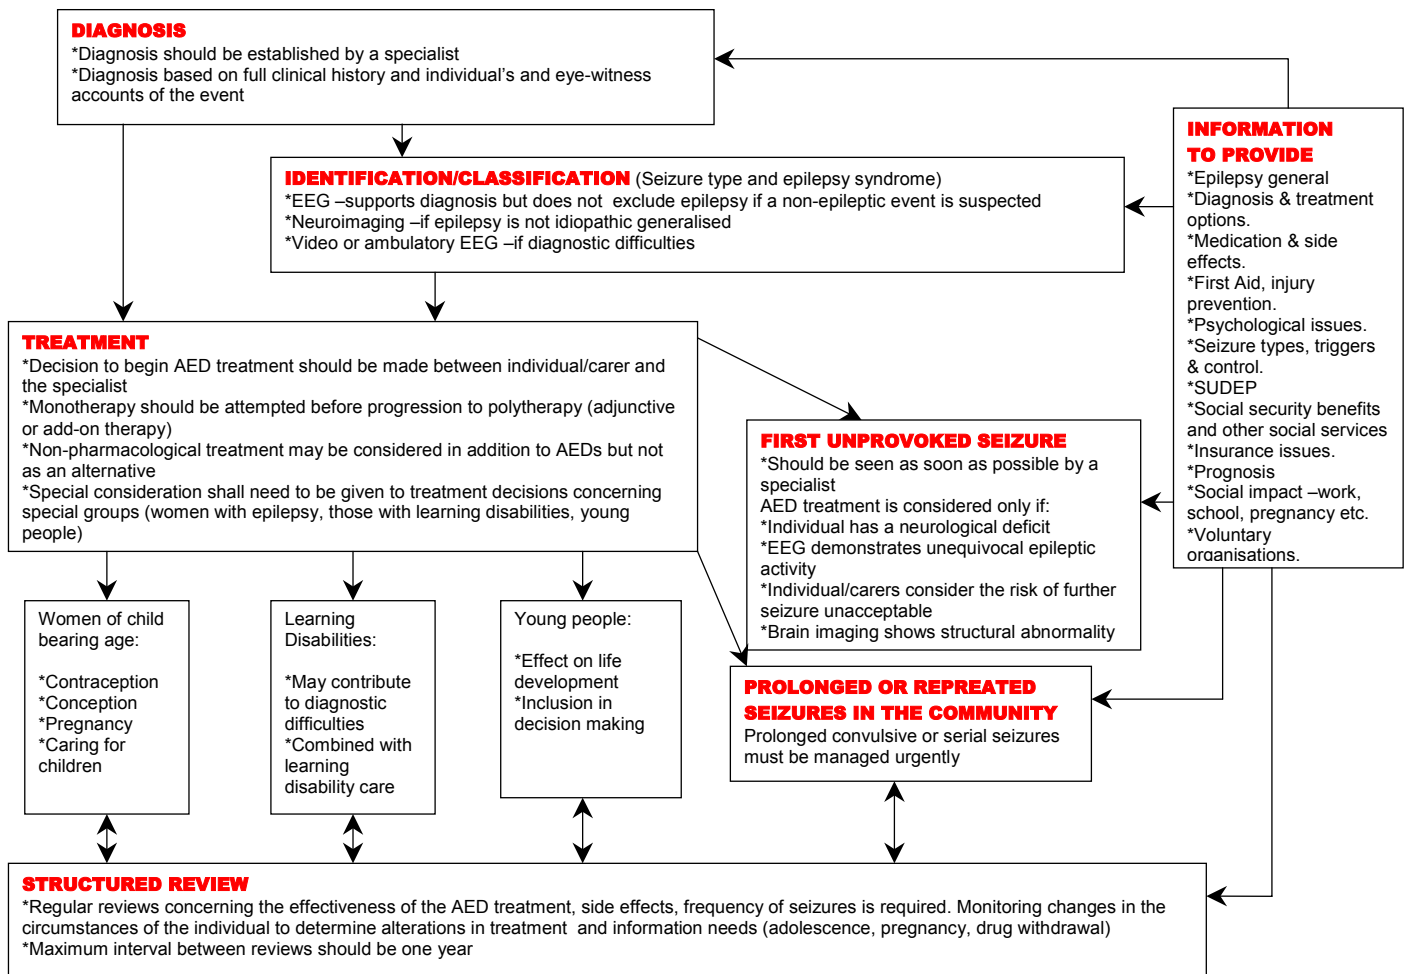 DIAGNOSIS
*Diagnosis should be established by a specialist
*Diagnosis based on full clinical history and individual's and eye-witness
accounts of the event
IDENTIFICATION/CLASSIFICATION (Seizure type and epilepsy syndrome)
*EEG –supports diagnosis but does not exclude epilepsy if a non-epileptic event is suspected
*Neuroimaging –if epilepsy is not idiopathic generalised
*Video or ambulatory EEG –if diagnostic difficulties
INFORMATION
TO PROVIDE
*Epilepsy general
*Diagnosis & treatment
options.
*Medication & side
effects.
*First Aid, injury
prevention.
*Psychological issues.
*Seizure types, triggers
& control.
*SUDEP
*Social security benefits
and other social services
*Insurance issues.
*Prognosis
*Social impact –work,
school, pregnancy etc.
*Voluntary
organisations.
TREATMENT
*Decision to begin AED treatment should be made between individual/carer and
the specialist
*Monotherapy should be attempted before progression to polytherapy (adjunctive
or add-on therapy)
*Non-pharmacological treatment may be considered in addition to AEDs but not
as an alternative
*Special consideration shall need to be given to treatment decisions concerning
special groups (women with epilepsy, those with learning disabilities, young
people)
FIRST UNPROVOKED SEIZURE
*Should be seen as soon as possible by a
specialist
AED treatment is considered only if:
*Individual has a neurological deficit
*EEG demonstrates unequivocal epileptic
activity
*Individual/carers consider the risk of further
seizure unacceptable
*Brain imaging shows structural abnormality
Women of child
bearing age:
*Contraception
*Conception
*Pregnancy
*Caring for
children
Learning
Disabilities:
*May contribute
to diagnostic
difficulties
*Combined with
learning
disability care
Young people:
*Effect on life
development
*Inclusion in
decision making
PROLONGED OR REPREATED
SEIZURES IN THE COMMUNITY
Prolonged convulsive or serial seizures
must be managed urgently
STRUCTURED REVIEW
*Regular reviews concerning the effectiveness of the AED treatment, side effects, frequency of seizures is required. Monitoring changes in the
circumstances of the individual to determine alterations in treatment and information needs (adolescence, pregnancy, drug withdrawal)
*Maximum interval between reviews should be one year